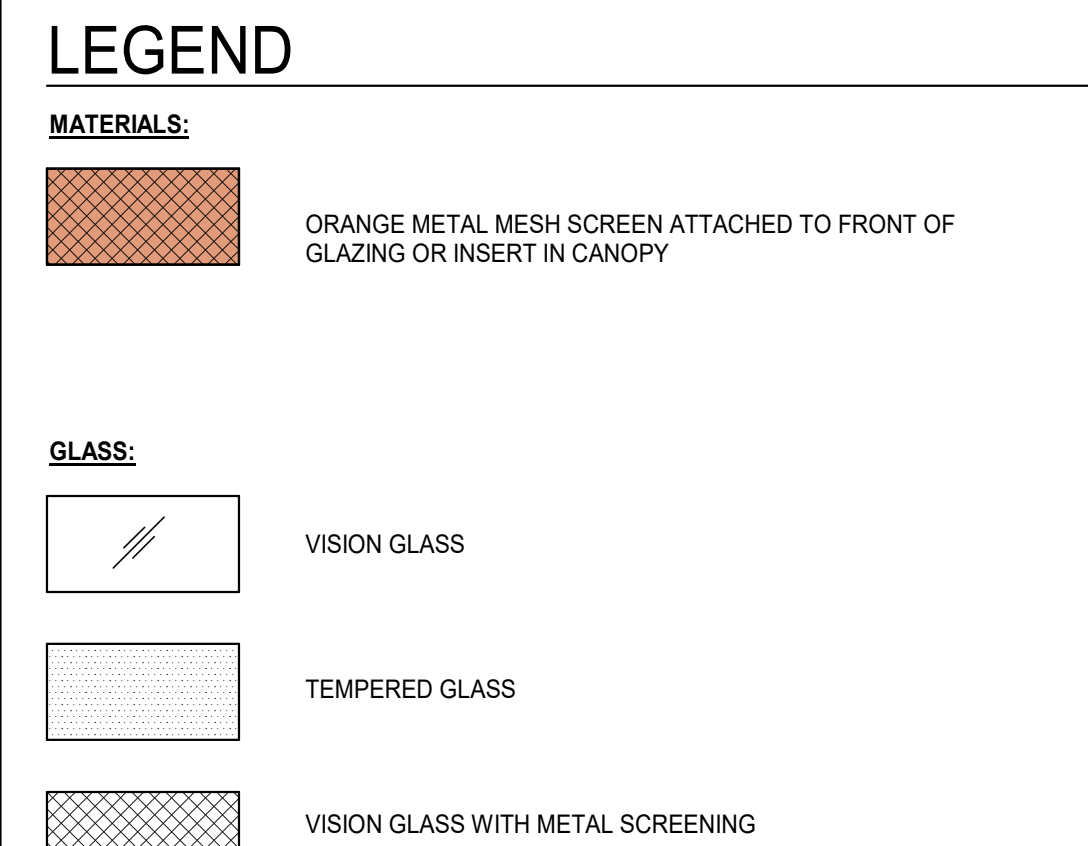 LEGEND
MATERIALS:
ORANGE METAL MESH SCREEN ATTACHED TO FRONT OF
GLAZING OR INSERT IN CANOPY
GLASS:
VISION GLASS
TEMPERED GLASS
VISION GLASS WITH METAL SCREENING